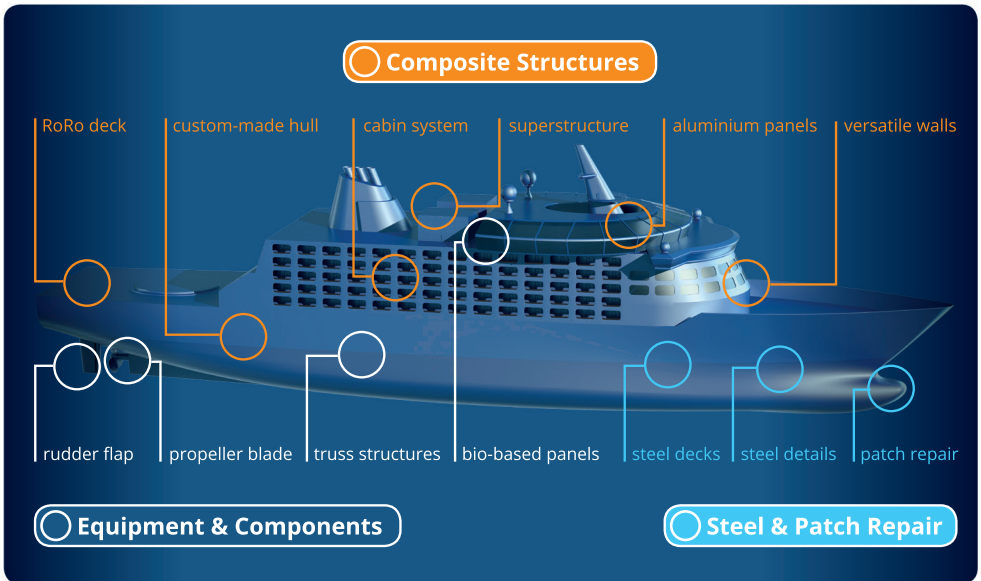 Composite Structures
RoRo deck
custom-made hull
cabin system
superstructure
aluminium panels
versatile walls
rudder flap
propeller blade
truss structures
bio-based panels
steel decks
steel details
patch repair
Equipment & Components
Steel & Patch Repair